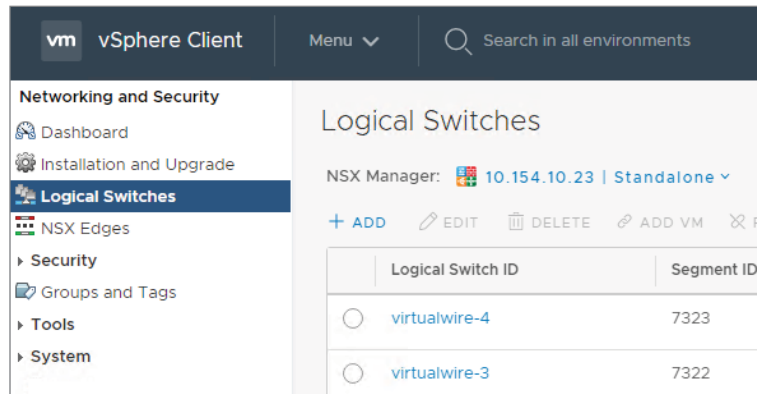 vm vSphere Client Menu Search in all environments
Networking and Security
Dashboard
Installation and Upgrade
Logical Switches
NSX Edges
Security
Groups and Tags
Tools
System
Logical Switches
NSX Manager: 10.154.10.23 | Standalone
+ ADD EDIT DELETE ADD VM
Logical Switch ID Segment ID
virtualwire-4 7323
virtualwire-3 7322